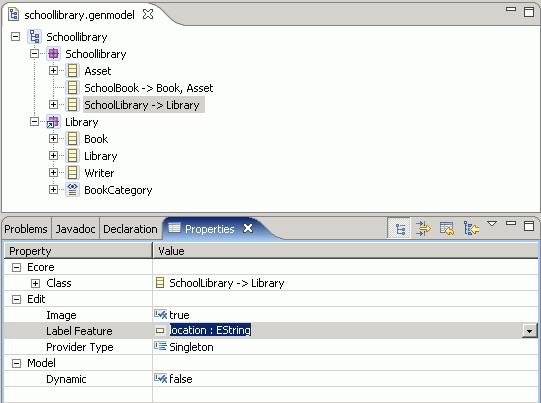 schoollibrary.genmodel
Schoollibrary
Schoollibrary
Asset
SchoolBook -> Book, Asset
SchoolLibrary -> Library
Library
Book
Library
Writer
BookCategory
Problems Javadoc Declaration Properties
Property Value
Ecore
Class SchoolLibrary -> Library
Edit
Image true
Label Feature location : EString
Provider Type Singleton
Model
Dynamic false